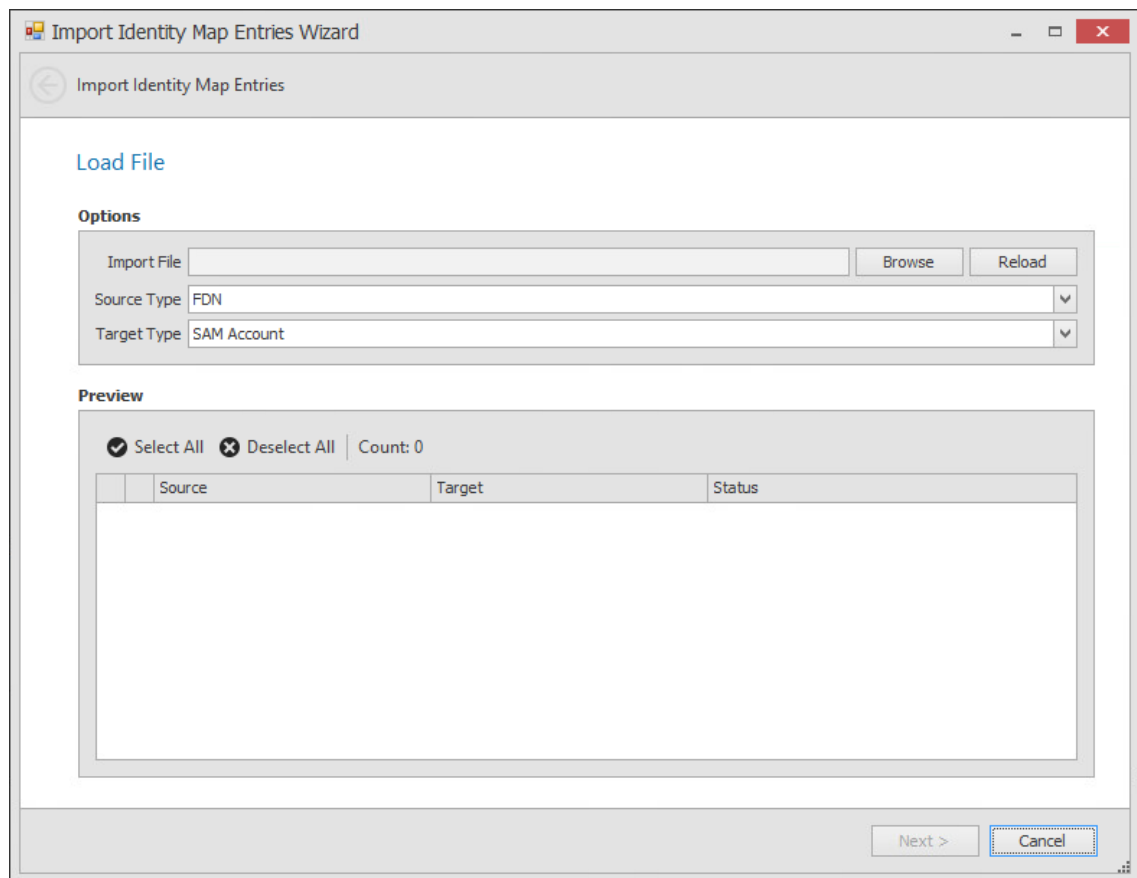 Import Identity Map Entries Wizard
Import Identity Map Entries
Load File
Options
Import File Browse Reload
Source Type FDN
Target Type SAM Account
Preview
Select All Deselect All Count: 0
Source Target Status
Next > Cancel